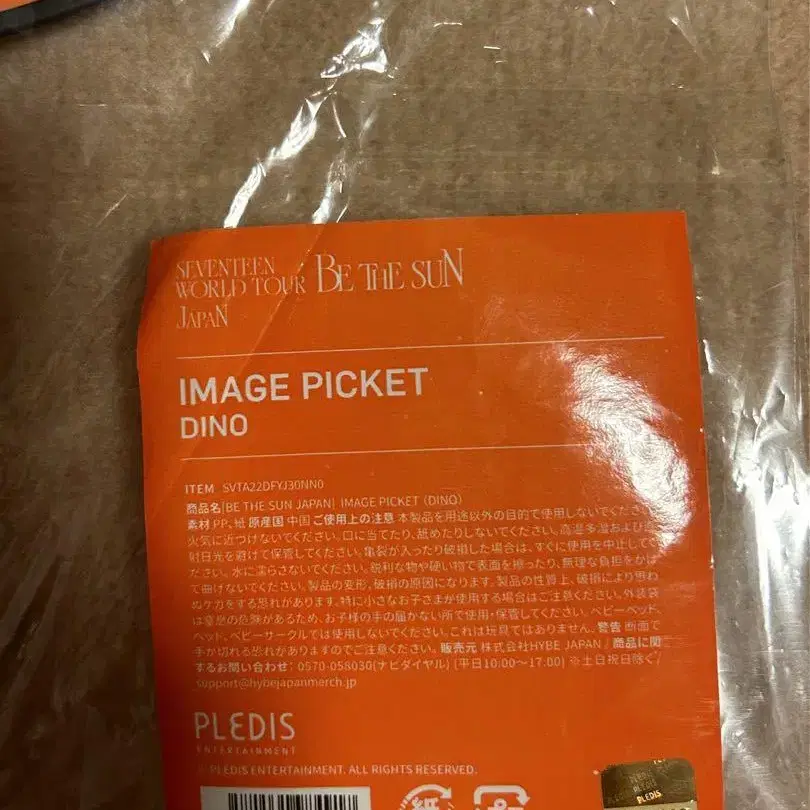 SEVENTEEN
WORLD TOUR BE THE SUN
JAPAN
IMAGE PICKET
DINO
ITEM SVTA22DFYJ30NN0
商品名 [BE THE SUN JAPAN] IMAGE PICKET (DINO)
素材 PP、紙 原産国 中国 ご使用上の注意 本製品を用途以外の目的で使用しないでくださ
火気に近づけないでください。口に当てたり、舐めたりしないでください。高温多湿および
射日光を避けて保管してください。亀裂が入ったり破損した場合は、すぐに使用を中止して
ださい。水に濡らさないでください。鋭利な物や硬い物で表面を擦ったり、無理な負担をか
て曲げないでください。製品の変形、破損の原因になります。製品の性質上、破損により思わ
ぬケガをする恐れがあります。特に小さなお子さまが使用する場合はご注意ください。外装袋
は窒息の危険があるため、お子様の手の届かない所で使用・保管してください。ベビーベッド、
ベッド、ベビーサークルでは使用しないでください。これは玩具ではありません。警告 断面で
手が切れる恐れがありますのでご注意ください。販売元 株式会社HYBE JAPAN / 商品に関
するお問い合わせ：0570-058030(ナビダイヤル) (平日10:00～17:00) ※土日祝日除く/
support@hybejapanmerch.jp
PLEDIS
ENTERTAINMENT
PLEDIS ENTERTAINMENT. ALL RIGHTS RESERVED.
PLEDIS
PLEDIS